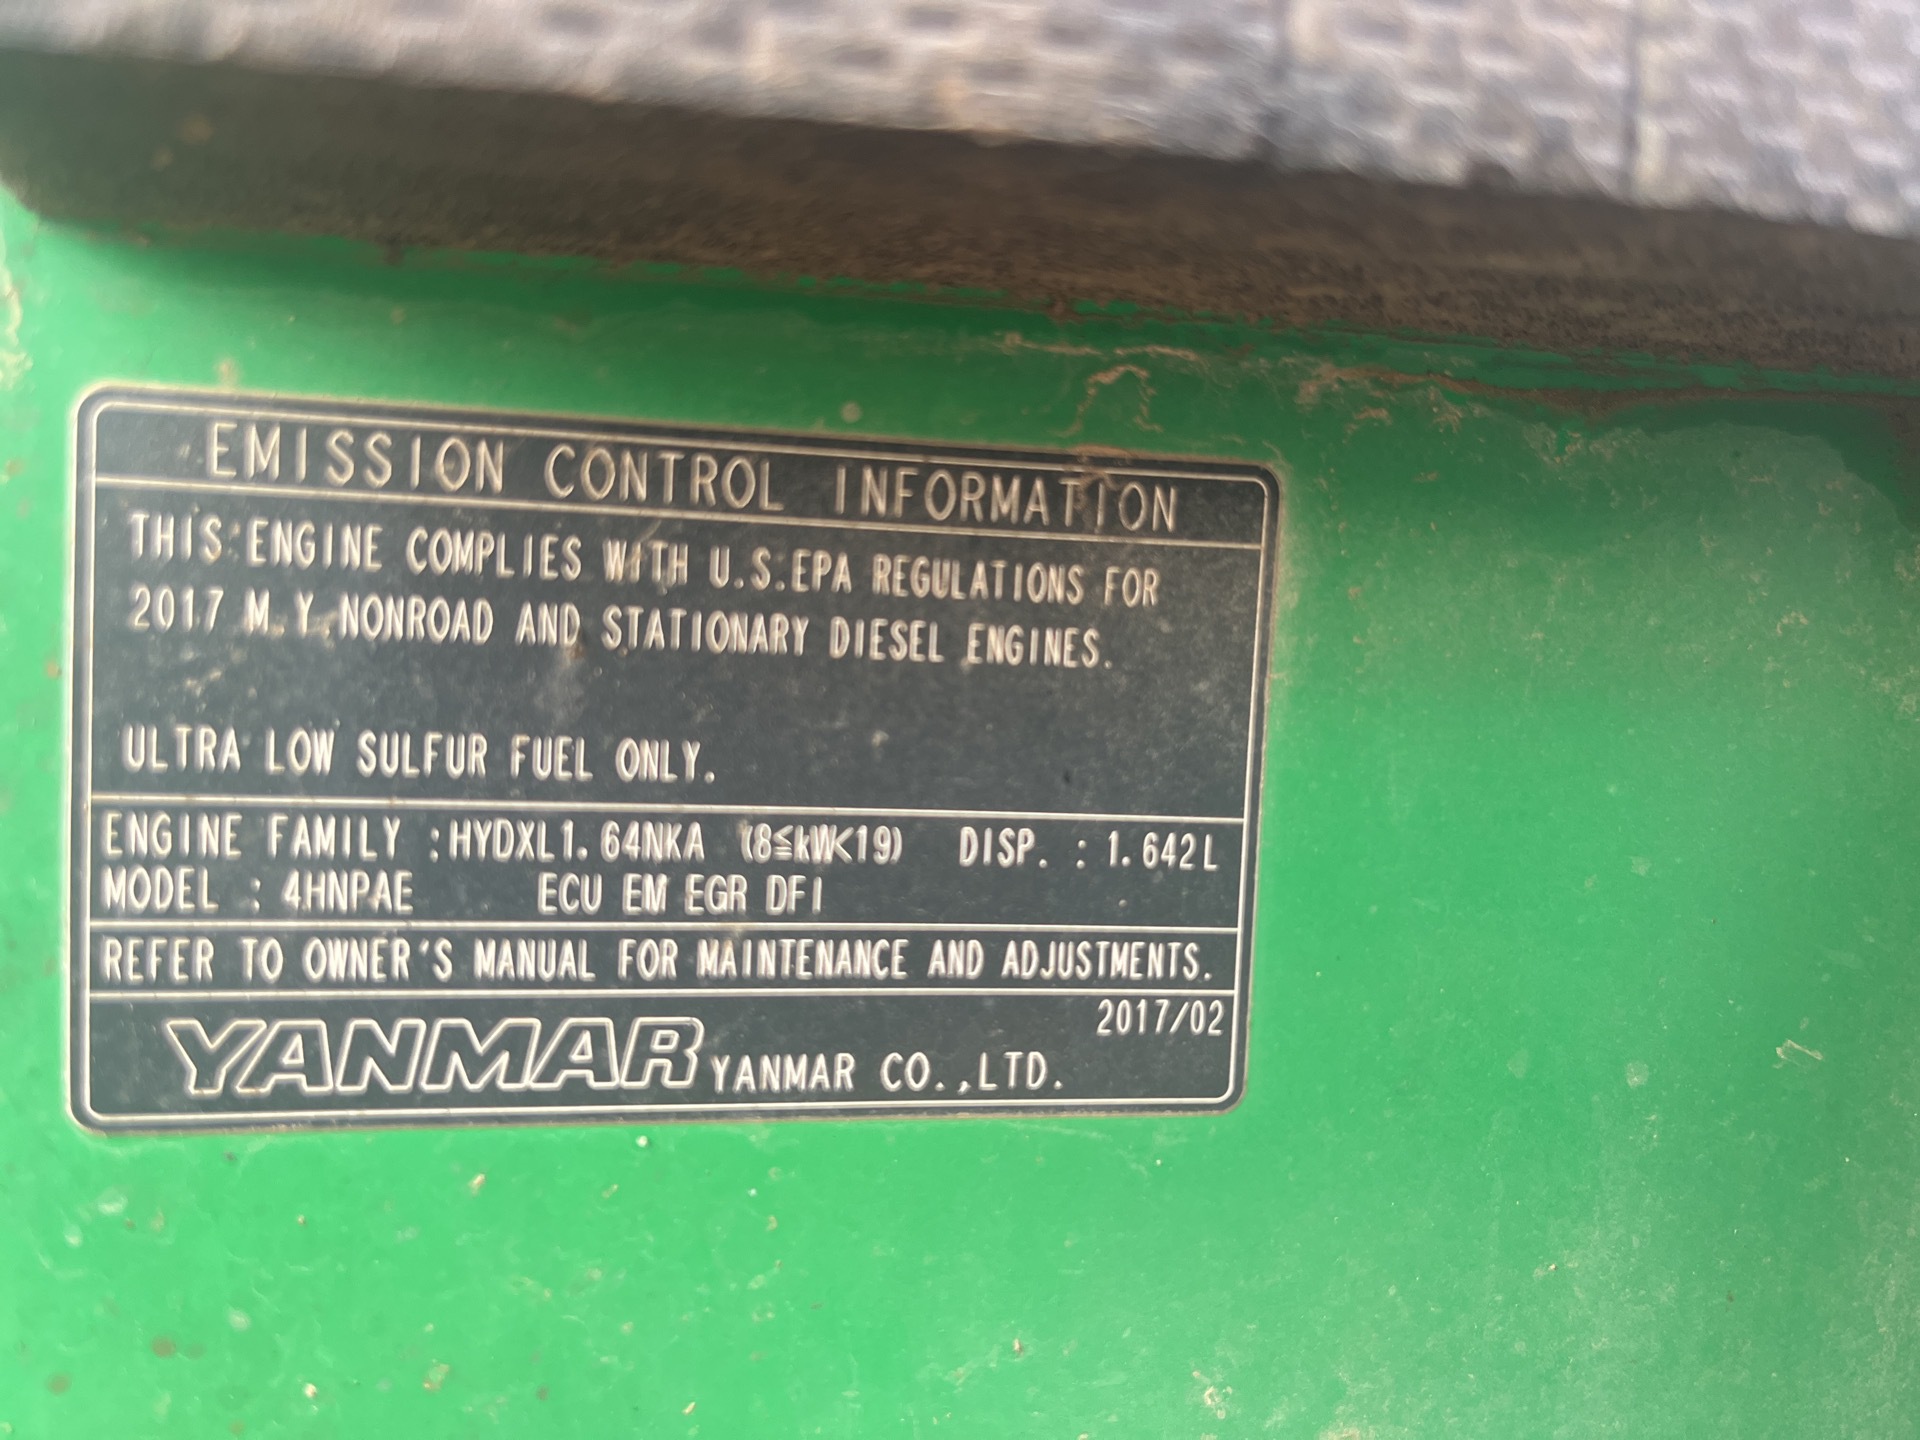 EMISSION CONTROL INFORMATION
THIS ENGINE COMPLIES WITH U.S.EPA REGULATIONS FOR
2017 M.Y.NONROAD AND STATIONARY DIESEL ENGINES.
ULTRA LOW SULFUR FUEL ONLY.
ENGINE FAMILY :HYDXL1.64NKA (8≦kW<19) DISP. : 1.642L
MODEL : 4HNPAE ECU EM EGR DFI
REFER TO OWNER'S MANUAL FOR MAINTENANCE AND ADJUSTMENTS.
2017/02
YANMAR YANMAR CO.,LTD.